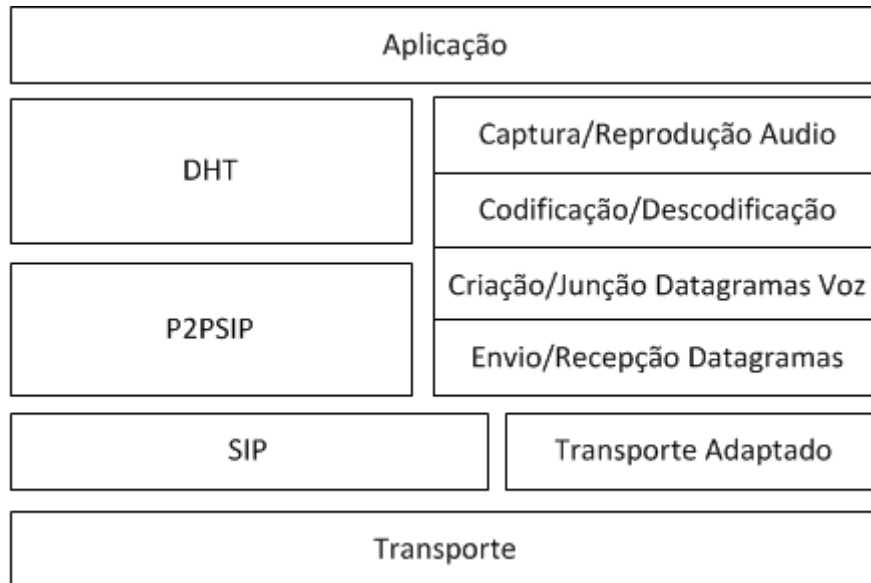 Aplicação
DHT
Captura/Reprodução Audio
Codificação/Descodificação
P2PSIP
Criação/Junção Datagramas Voz
Envio/Recepção Datagramas
SIP
Transporte Adaptado
Transporte